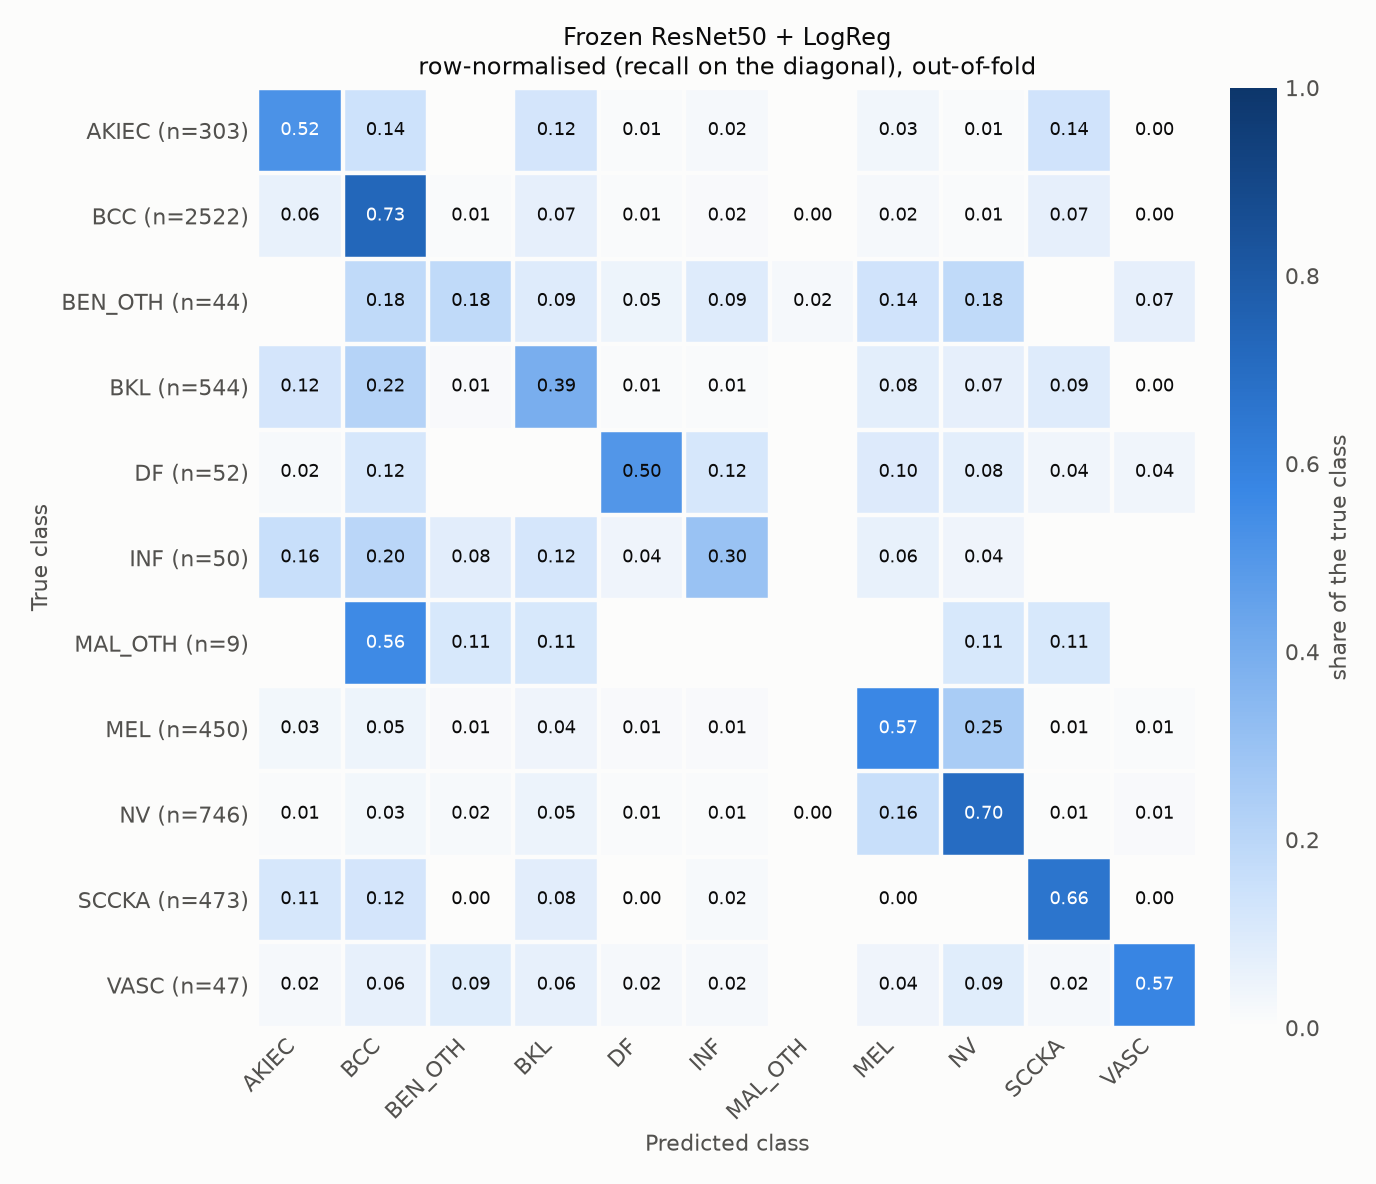 Frozen ResNet50 + LogReg
row-normalised (recall on the diagonal), out-of-fold
AKIEC (n=303) 0.52 0.14 0.12 0.01 0.02 0.03 0.01 0.14 0.00
BCC (n=2522) 0.06 0.73 0.01 0.07 0.01 0.02 0.00 0.02 0.01 0.07 0.00
BEN_OTH (n=44) 0.18 0.18 0.09 0.05 0.09 0.02 0.14 0.18 0.07
BKL (n=544) 0.12 0.22 0.01 0.39 0.01 0.01 0.08 0.07 0.09 0.00
DF (n=52) 0.02 0.12 0.50 0.12 0.10 0.08 0.04 0.04
INF (n=50) 0.16 0.20 0.08 0.12 0.04 0.30 0.06 0.04
MAL_OTH (n=9) 0.56 0.11 0.11 0.11 0.11
MEL (n=450) 0.03 0.05 0.01 0.04 0.01 0.01 0.57 0.25 0.01 0.01
NV (n=746) 0.01 0.03 0.02 0.05 0.01 0.01 0.00 0.16 0.70 0.01 0.01
SCCKA (n=473) 0.11 0.12 0.00 0.08 0.00 0.02 0.00 0.66 0.00
VASC (n=47) 0.02 0.06 0.09 0.06 0.02 0.02 0.04 0.09 0.02 0.57
AKIEC BCC BEN_OTH BKL DF INF MAL_OTH MEL NV SCCKA VASC
Predicted class
True class
1.0
0.8
0.6
0.4
0.2
0.0
share of the true class